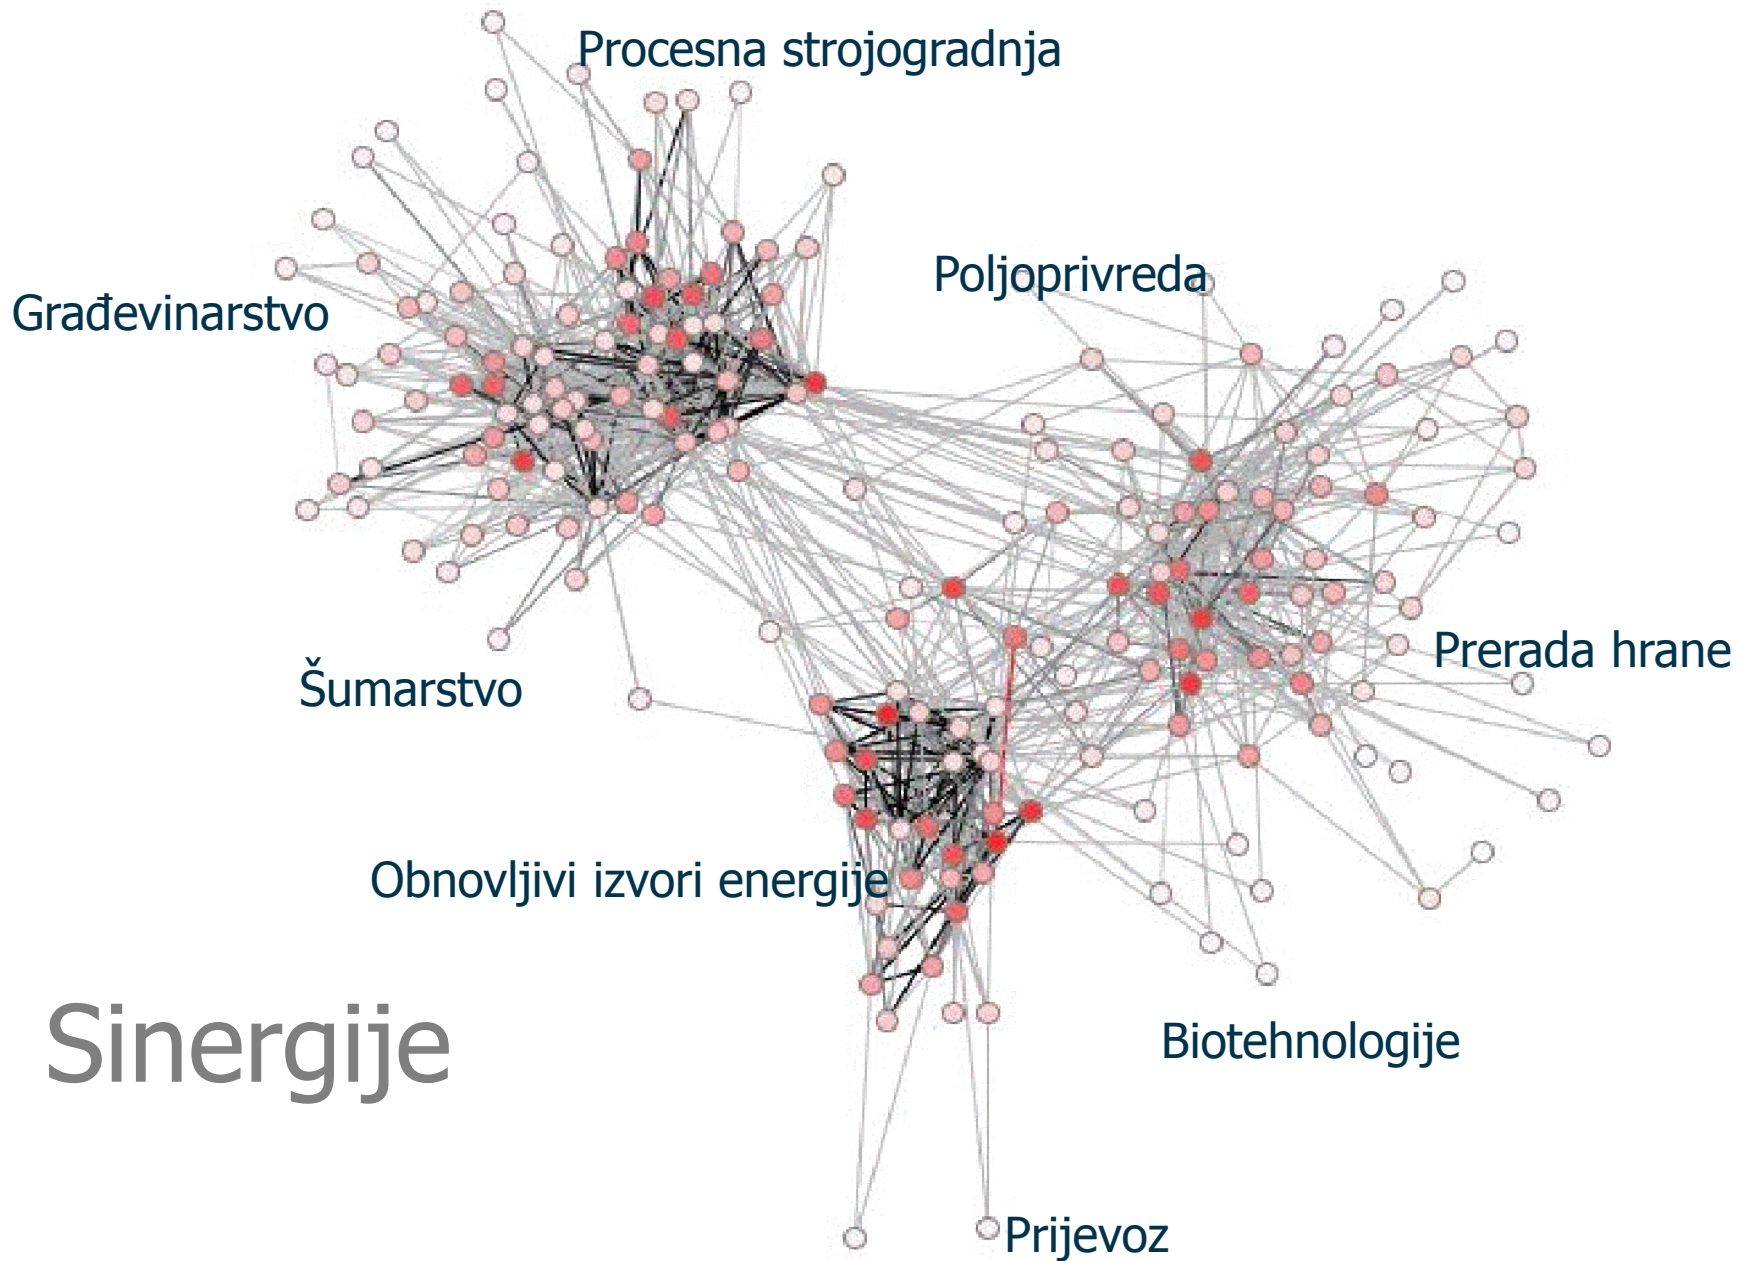 Procesna strojogradnja
Poljoprivreda
Građevinarstvo
Prerada hrane
Šumarstvo
Obnovljivi izvori energije
Sinergije
Biotehnologije
Prijevoz